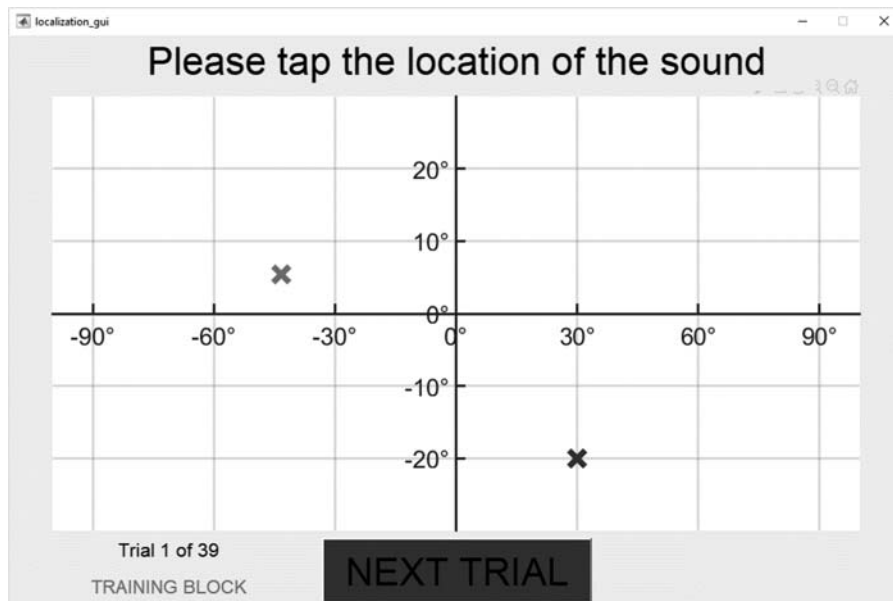 localization_gui
Please tap the location of the sound
20°
10°
0°
-90° -60° -30° 0° 30° 60° 90°
-10°
-20°
Trial 1 of 39
NEXT TRIAL
TRAINING BLOCK